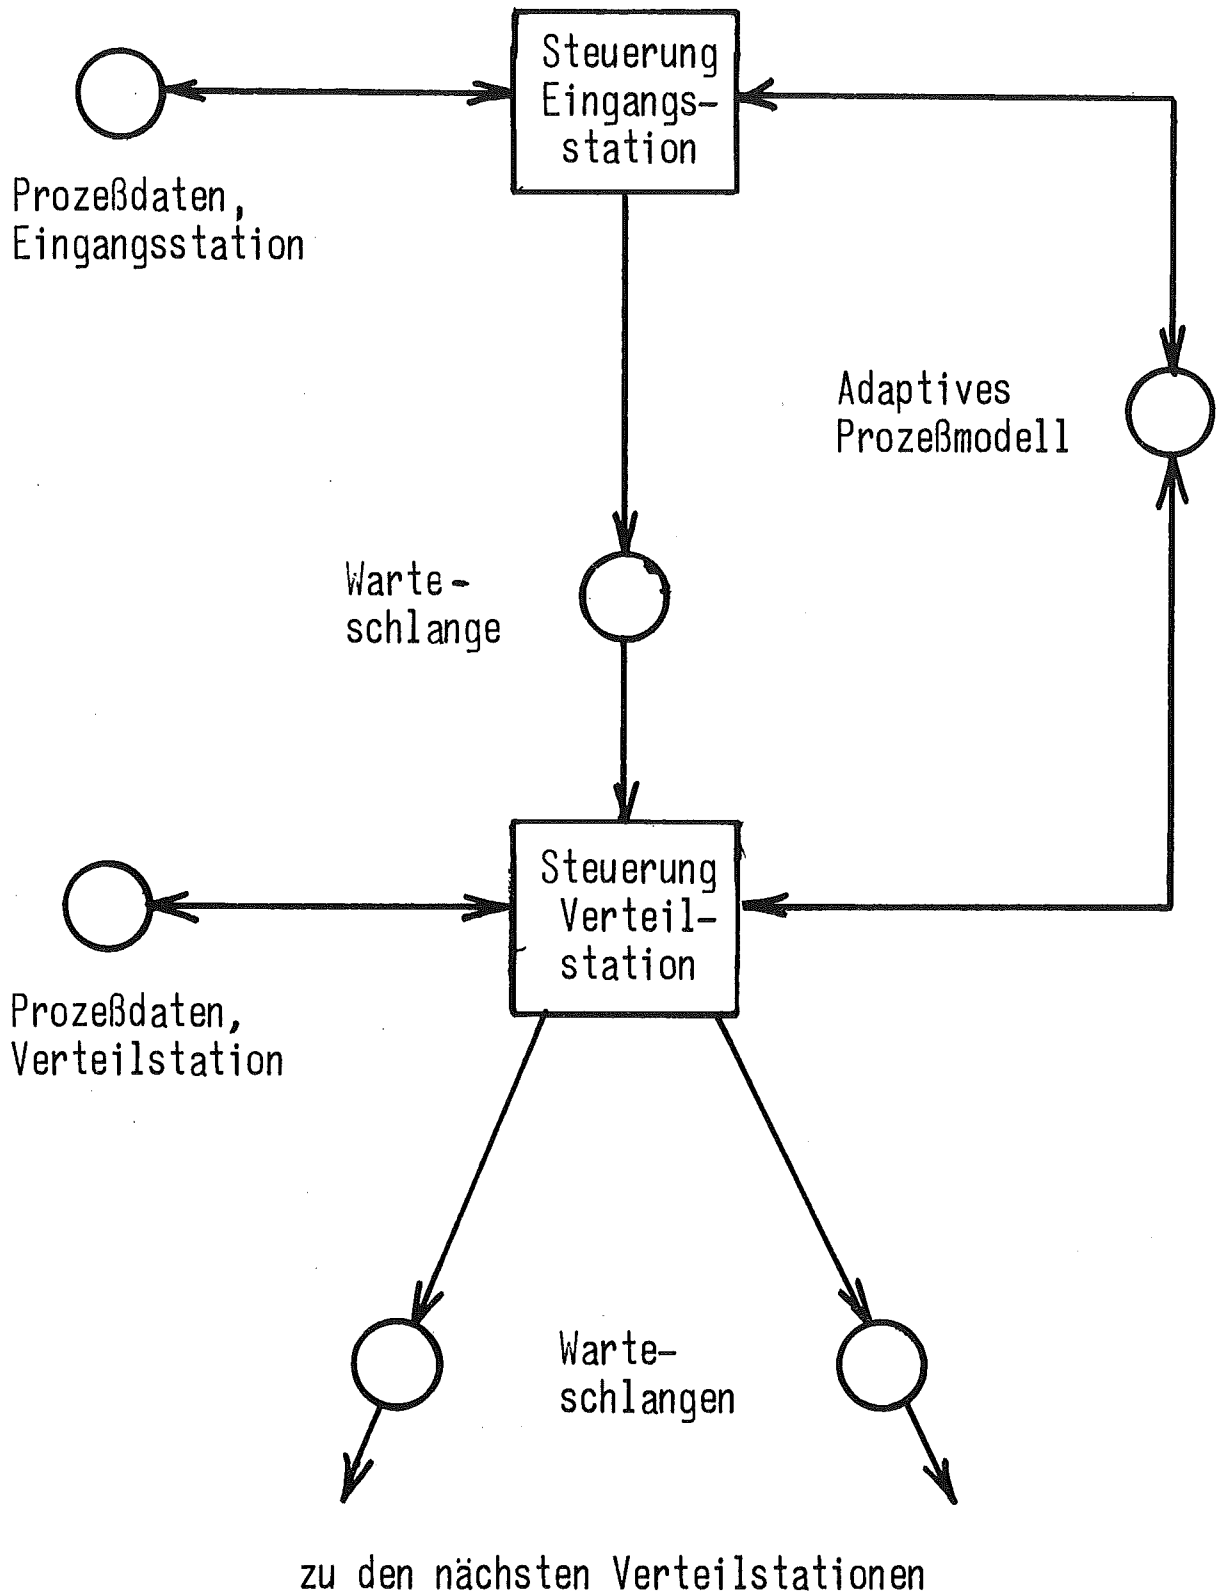 Steuerung
Eingangs-
station
Prozeßdaten,
Eingangsstation
Adaptives
Prozeßmodell
Warte-
schlange
Steuerung
Verteil-
station
Prozeßdaten,
Verteilstation
Warte-
schlangen
zu den nächsten Verteilstationen